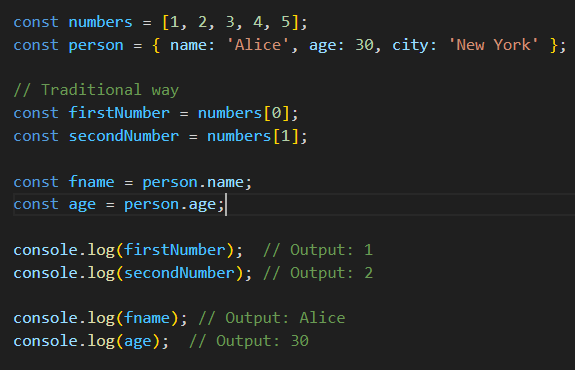 const numbers = [1, 2, 3, 4, 5];
const person = { name: 'Alice', age: 30, city: 'New York' };
// Traditional way
const firstNumber = numbers[0];
const secondNumber = numbers[1];
const fname = person.name;
const age = person.age;
console.log(firstNumber);  // Output: 1
console.log(secondNumber); // Output: 2
console.log(fname); // Output: Alice
console.log(age);  // Output: 30